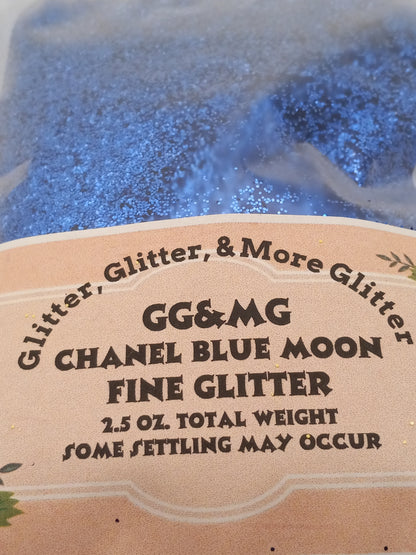 Glitter, Glitter, & More Glitter
GG&MG
CHANEL BLUE MOON
FINE GLITTER
2.5 OZ. TOTAL WEIGHT
SOME SETTLING MAY OCCUR